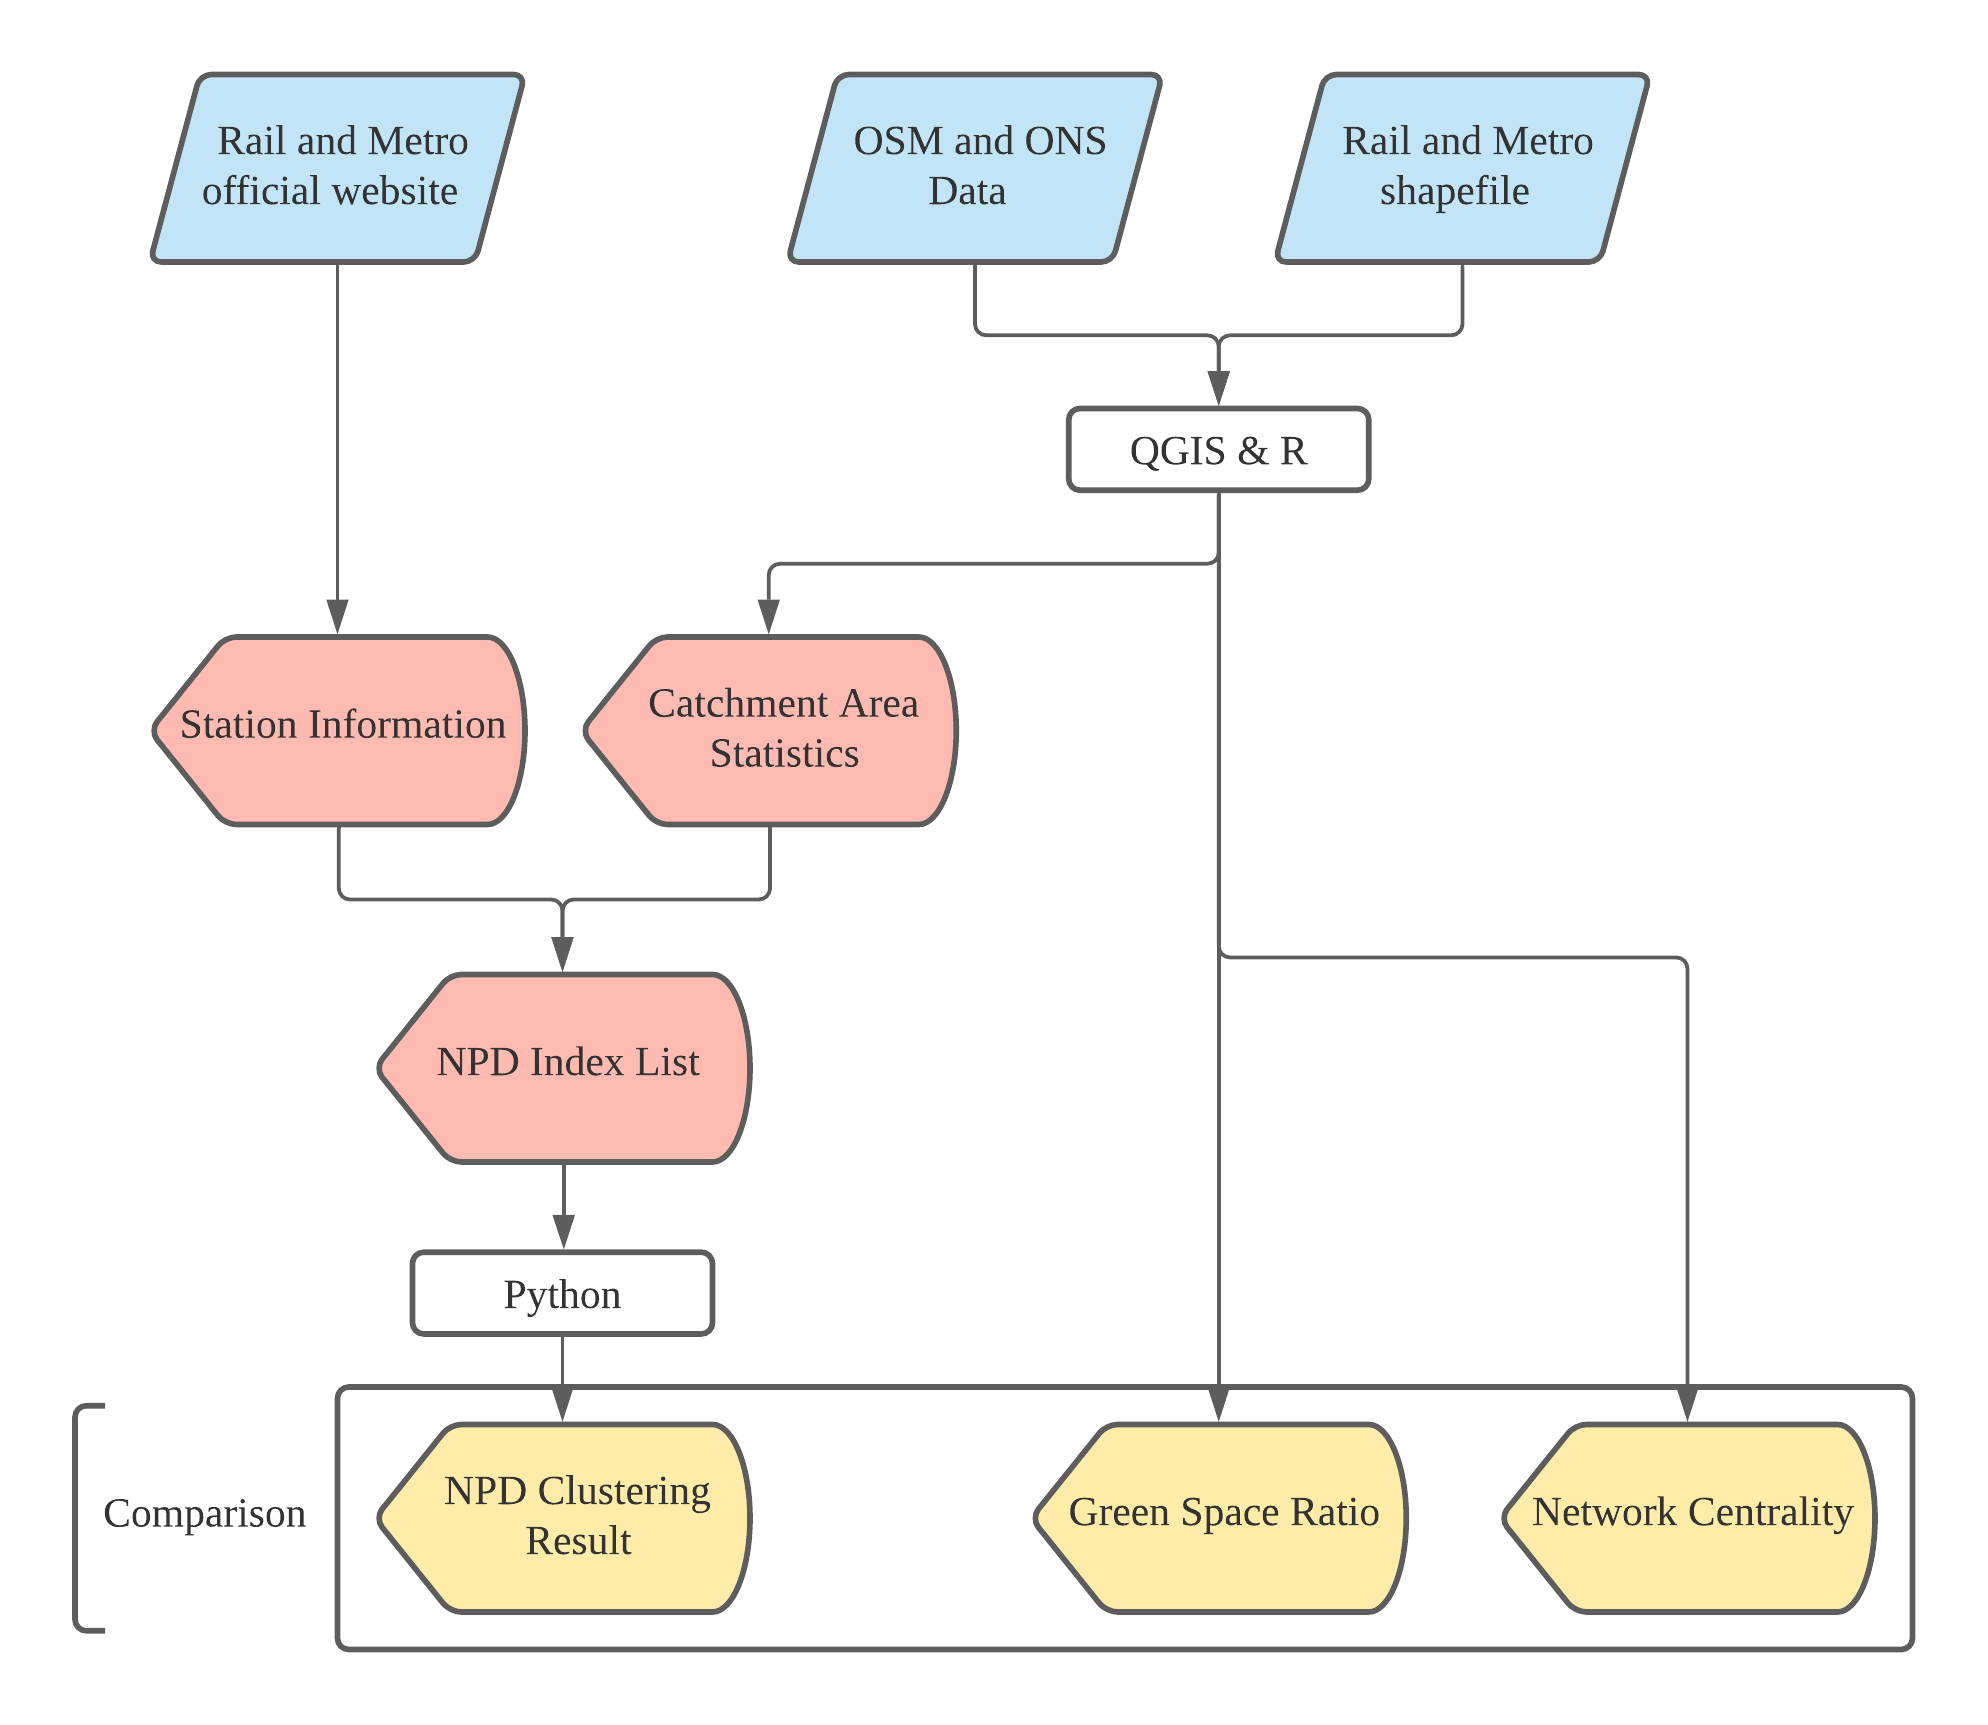 Rail and Metro
official website
OSM and ONS
Data
Rail and Metro
shapefile
QGIS & R
Station Information
Catchment Area
Statistics
NPD Index List
Python
Comparison
NPD Clustering
Result
Green Space Ratio
Network Centrality